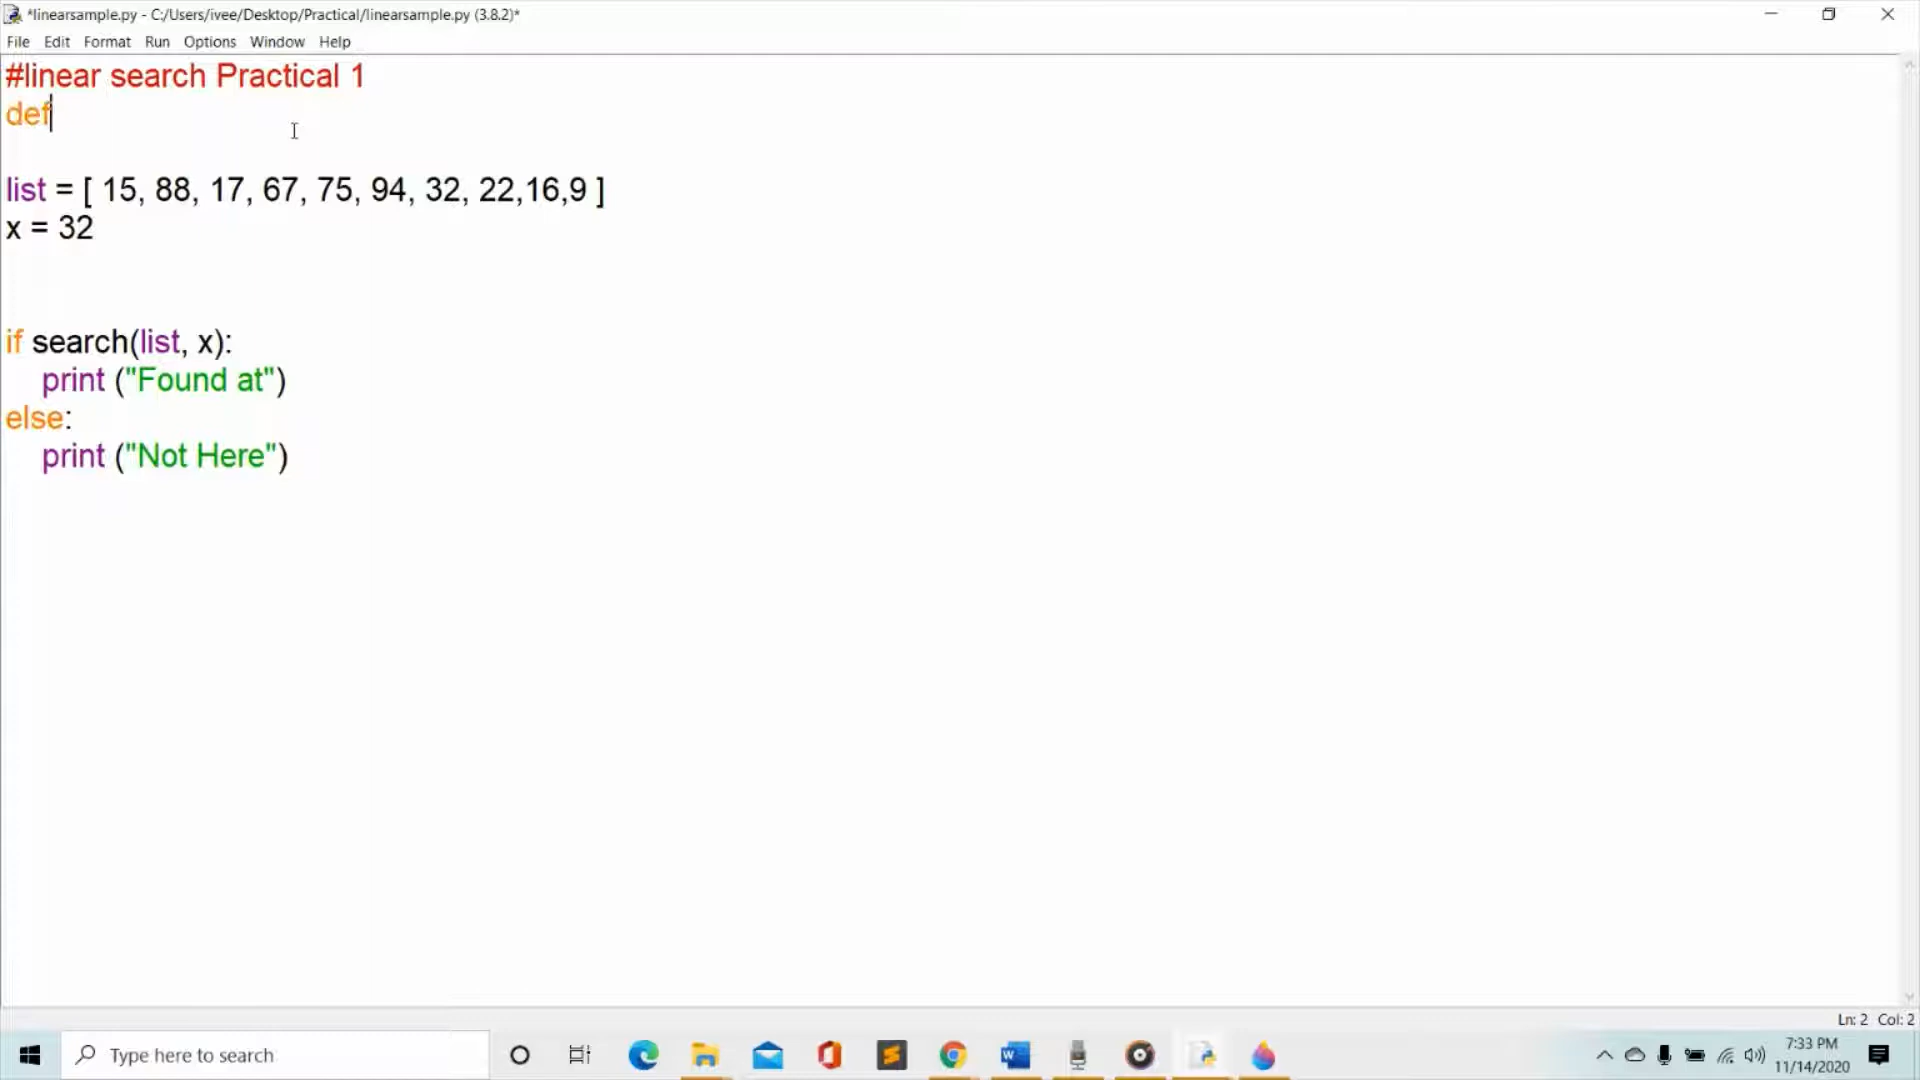 *linearsample.py - C:/Users/ivee/Desktop/Practical/linearsample.py (3.8.2)*
File Edit Format Run Options Window Help
#linear search Practical 1
def
list = [ 15, 88, 17, 67, 75, 94, 32, 22,16,9 ]
x = 32
if search(list, x):
print ("Found at")
else:
print ("Not Here")
Ln: 2 Col: 2
Type here to search
7:33 PM
11/14/2020